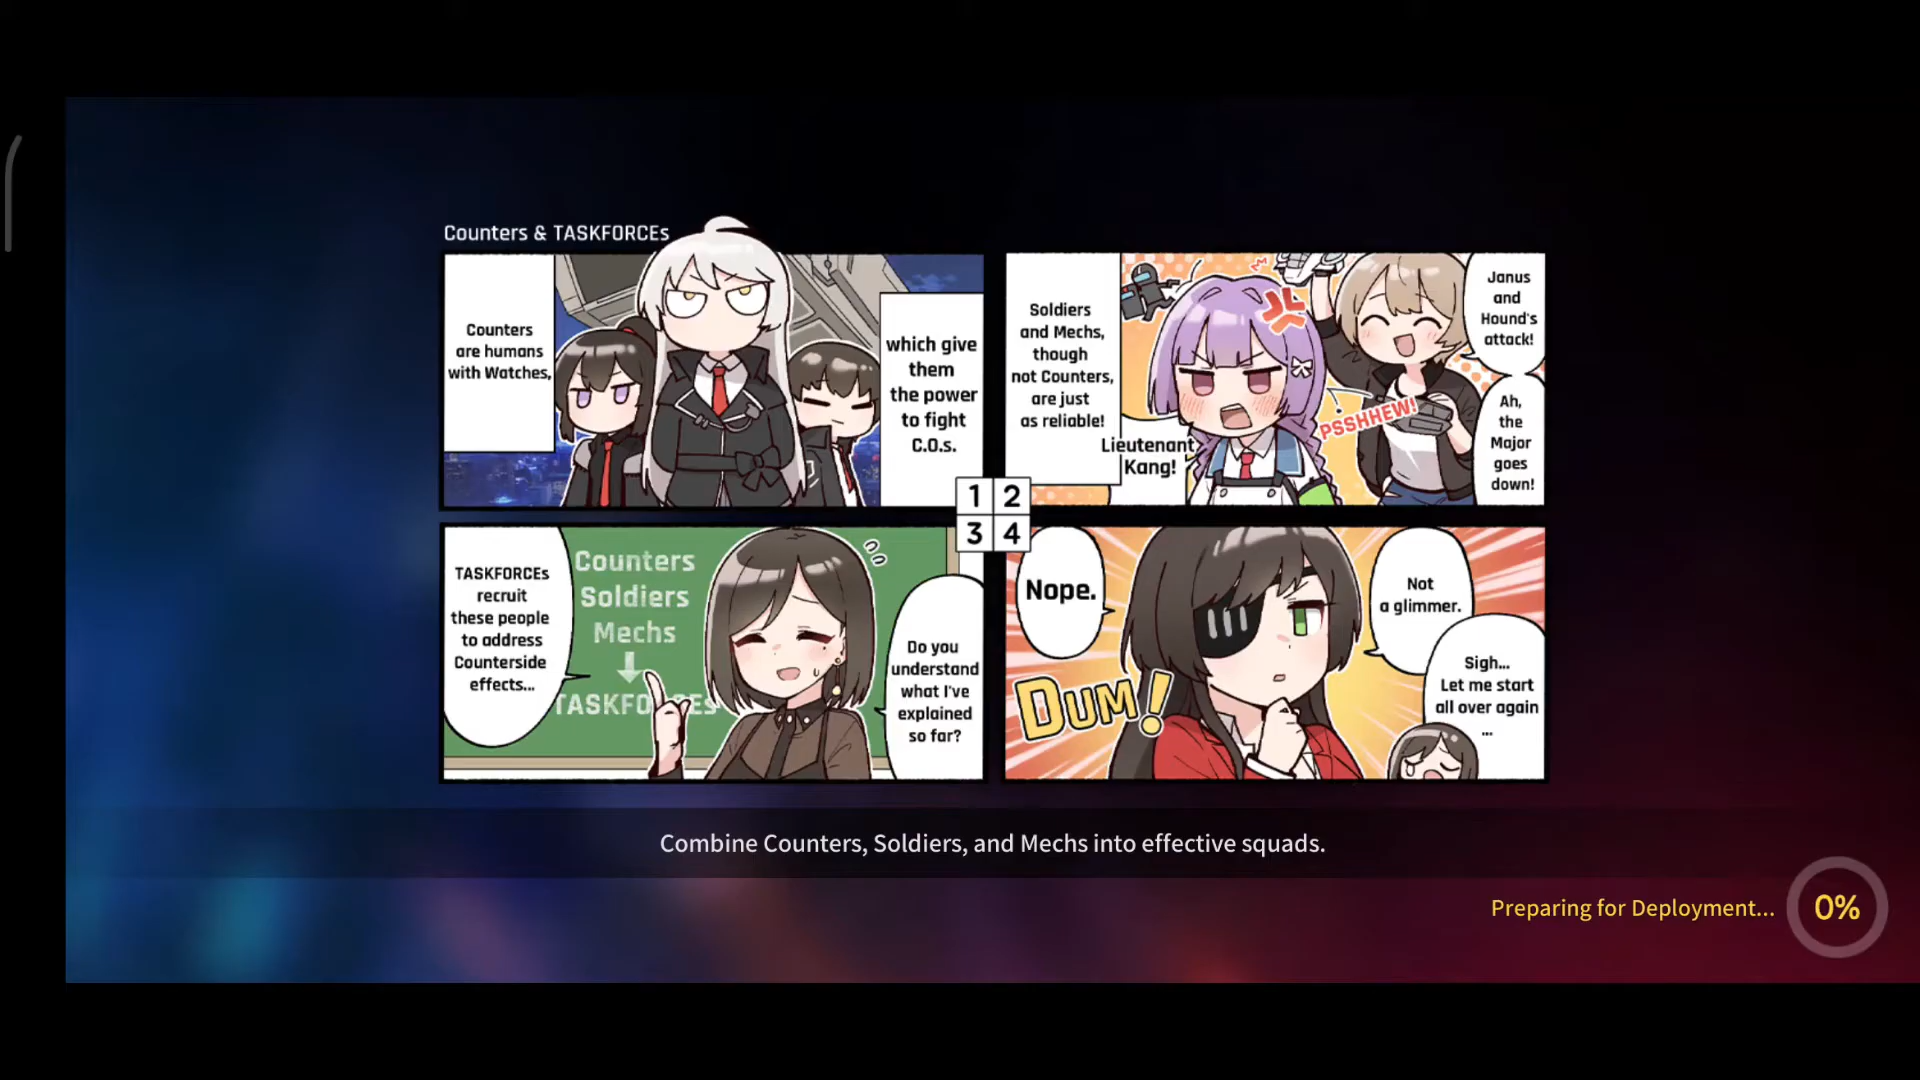 Counters & TASKFORCEs
Counters
are humans
with Watches,
which give
them
the power
to fight
C.O.s.
Soldiers
and Mechs,
though
not Counters,
are just
as reliable!
Lieutenant
Kang!
PSSHHEW!
Janus
and
Hound's
attack!
Ah,
the
Major
goes
down!
1 2
3 4
TASKFORCEs
recruit
these people
to address
Counterside
effects...
Counters
Soldiers
Mechs
TASKFORCEs
Do you
understand
what I've
explained
so far?
Nope.
DUM!
Not
a glimmer.
Sigh...
Let me start
all over again
...
Combine Counters, Soldiers, and Mechs into effective squads.
Preparing for Deployment...
0%